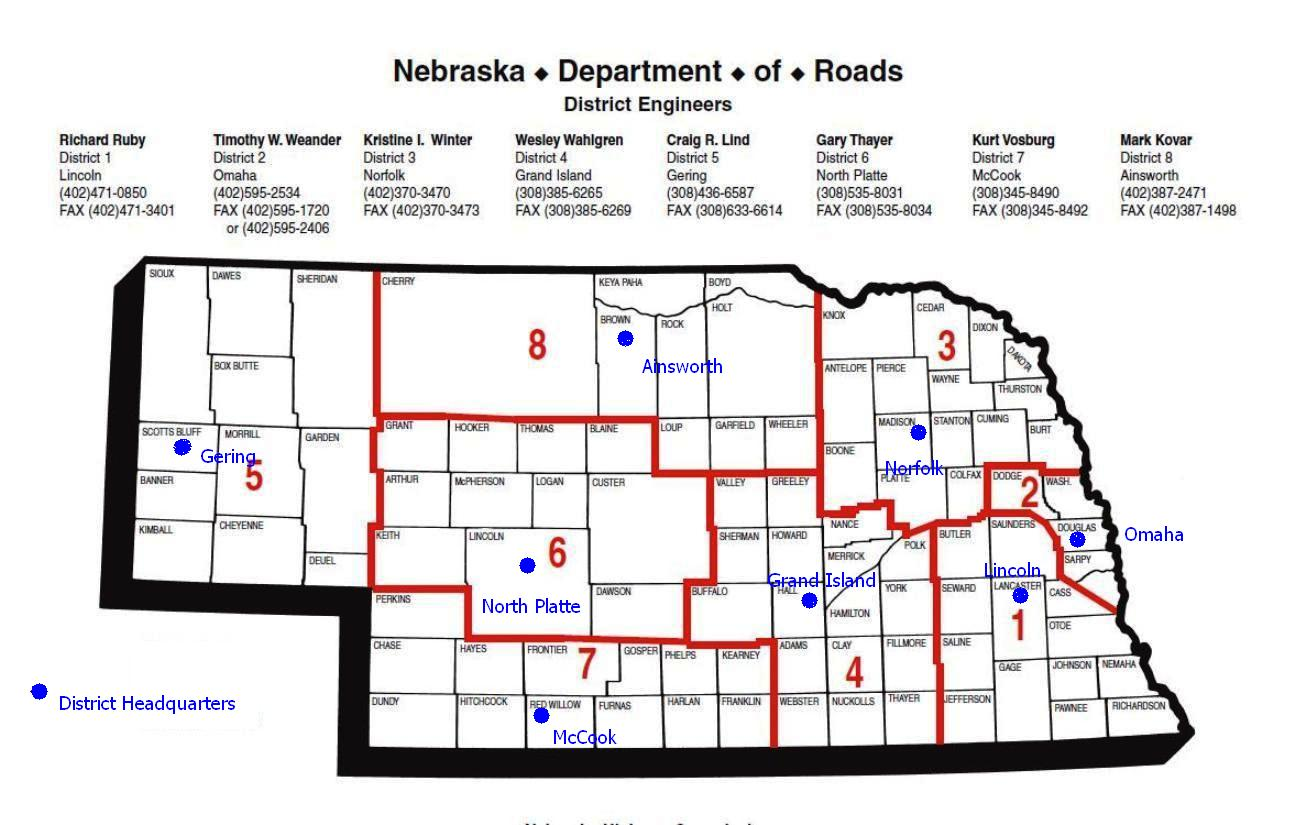 Nebraska ◆ Department ◆ of ◆ Roads
District Engineers
Richard Ruby
District 1
Lincoln
(402)471-0850
FAX (402)471-3401
Timothy W. Weander
District 2
Omaha
(402)595-2534
FAX (402)595-1720
or (402)595-2406
Kristine I. Winter
District 3
Norfolk
(402)370-3470
FAX (402)370-3473
Wesley Wahlgren
District 4
Grand Island
(308)385-6265
FAX (308)385-6269
Craig R. Lind
District 5
Gering
(308)436-6587
FAX (308)633-6614
Gary Thayer
District 6
North Platte
(308)535-8031
FAX (308)535-8034
Kurt Vosburg
District 7
McCook
(308)345-8490
FAX (308)345-8492
Mark Kovar
District 8
Ainsworth
(402)387-2471
FAX (402)387-1498
SIOUX
DAWES
SHERIDAN
BOX BUTTE
SCOTTS BLUFF
Gering
MORRILL
5
GARDEN
BANNER
KIMBALL
CHEYENNE
DEUEL
CHERRY
8
KEYA PAHA
BOYD
BROWN
ROCK
HOLT
Ainsworth
LOUP
GARFIELD
WHEELER
KNOX
CEDAR
3
DIXON
DAKOTA
ANTELOPE
PIERCE
WAYNE
THURSTON
MADISON
STANTON
CUMING
BURT
BOONE
Norfolk
PLATTE
COLFAX
DODGE
2
WASH.
DOUGLAS
Omaha
SARPY
GRANT
HOOKER
THOMAS
BLAINE
ARTHUR
McPHERSON
LOGAN
CUSTER
KEITH
LINCOLN
6
North Platte
DAWSON
VALLEY
GREELEY
SHERMAN
HOWARD
NANCE
MERRICK
POLK
Grand Island
BUFFALO
HALL
HAMILTON
YORK
ADAMS
CLAY
FILLMORE
4
WEBSTER
NUCKOLLS
THAYER
BUTLER
SAUNDERS
Lincoln
SEWARD
LANCASTER
CASS
1
OTOE
SALINE
GAGE
JOHNSON
NEMAHA
JEFFERSON
PAWNEE
RICHARDSON
PERKINS
CHASE
HAYES
FRONTIER
7
GOSPER
PHELPS
KEARNEY
DUNDY
HITCHCOCK
RED WILLOW
FURNAS
HARLAN
FRANKLIN
McCook
District Headquarters